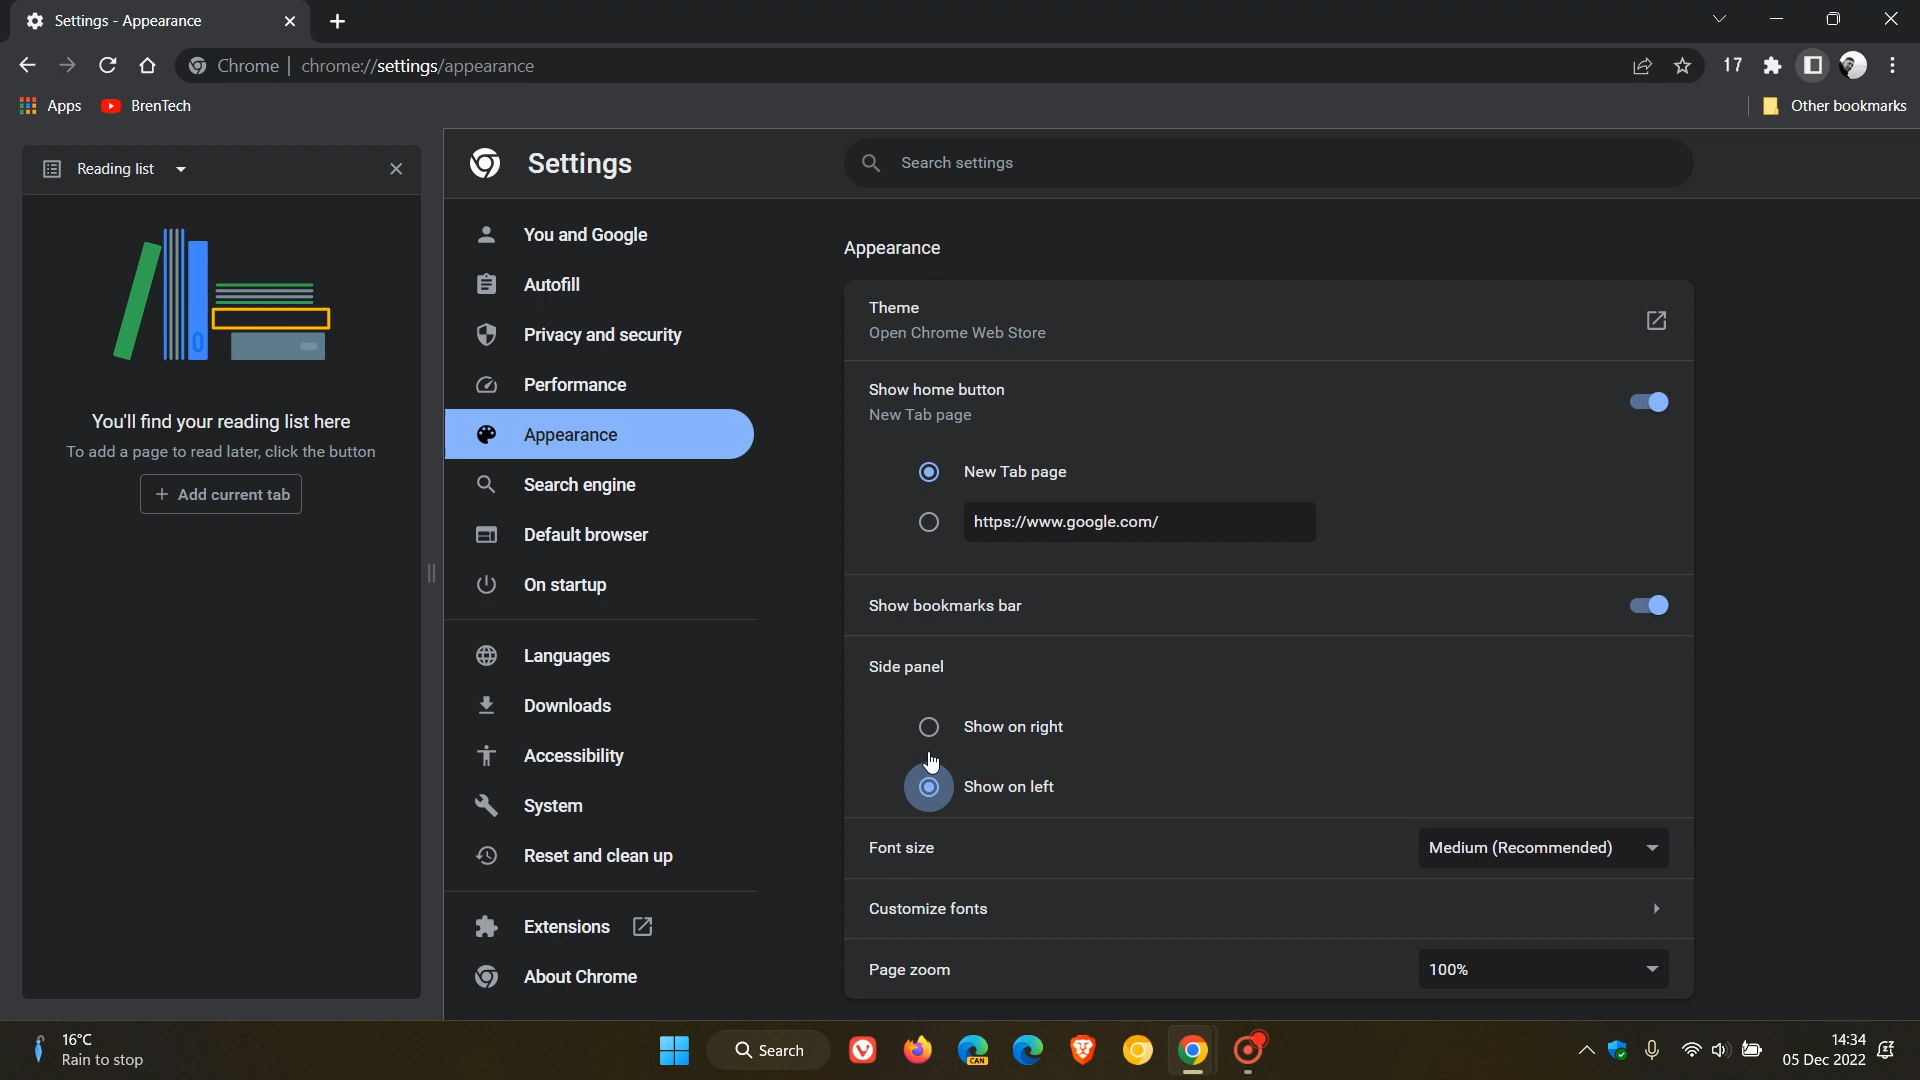 Settings - Appearance
Chrome | chrome://settings/appearance
17
Apps
BrenTech
Other bookmarks
Reading list
You'll find your reading list here
To add a page to read later, click the button
+ Add current tab
Settings
Search settings
You and Google
Autofill
Privacy and security
Performance
Appearance
Search engine
Default browser
On startup
Languages
Downloads
Accessibility
System
Reset and clean up
Extensions
About Chrome
Appearance
Theme
Open Chrome Web Store
Show home button
New Tab page
New Tab page
https://www.google.com/
Show bookmarks bar
Side panel
Show on right
Show on left
Font size
Medium (Recommended)
Customize fonts
Page zoom
100%
16°C
Rain to stop
Search
CAN
14:34
05 Dec 2022